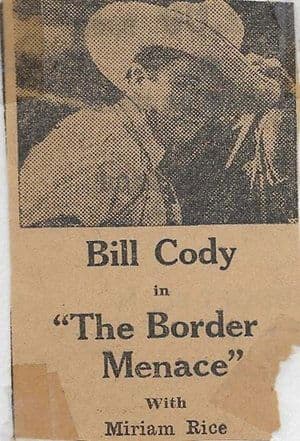 Bill Cody
in
“The Border
Menace”
With
Miriam Rice